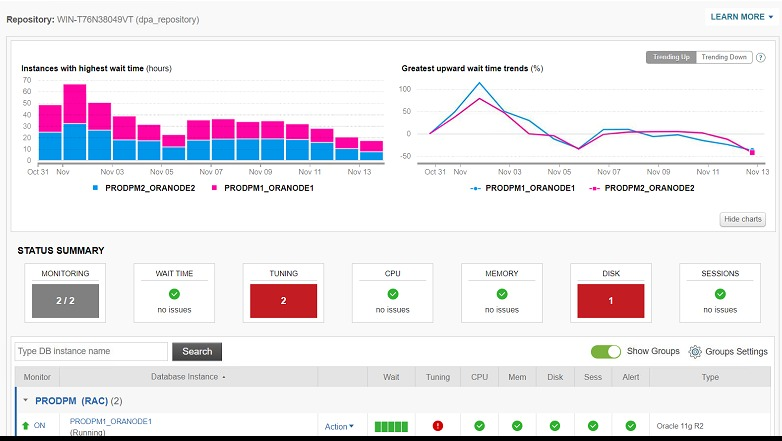 Repository: WIN-T76N38049VT (dpa_repository)
LEARN MORE
Trending Up Trending Down ?
Instances with highest wait time (hours)
70
60
50
40
30
20
10
0
Oct 31 Nov Nov 03 Nov 05 Nov 07 Nov 09 Nov 11 Nov 13
PRODPM2_ORANODE2 PRODPM1_ORANODE1
Greatest upward wait time trends (%)
100
50
0
-50
Oct 31 Nov Nov 03 Nov 05 Nov 07 Nov 09 Nov 11 Nov 13
PRODPM1_ORANODE1 PRODPM2_ORANODE2
Hide charts
STATUS SUMMARY
MONITORING WAIT TIME TUNING CPU MEMORY DISK SESSIONS
2 / 2 no issues 2 no issues no issues 1 no issues
Type DB instance name Search Show Groups Groups Settings
Monitor Database Instance Wait Tuning CPU Mem Disk Sess Alert Type
PRODPM (RAC) (2)
ON PRODPM1_ORANODE1 Action Oracle 11g R2
(Running)